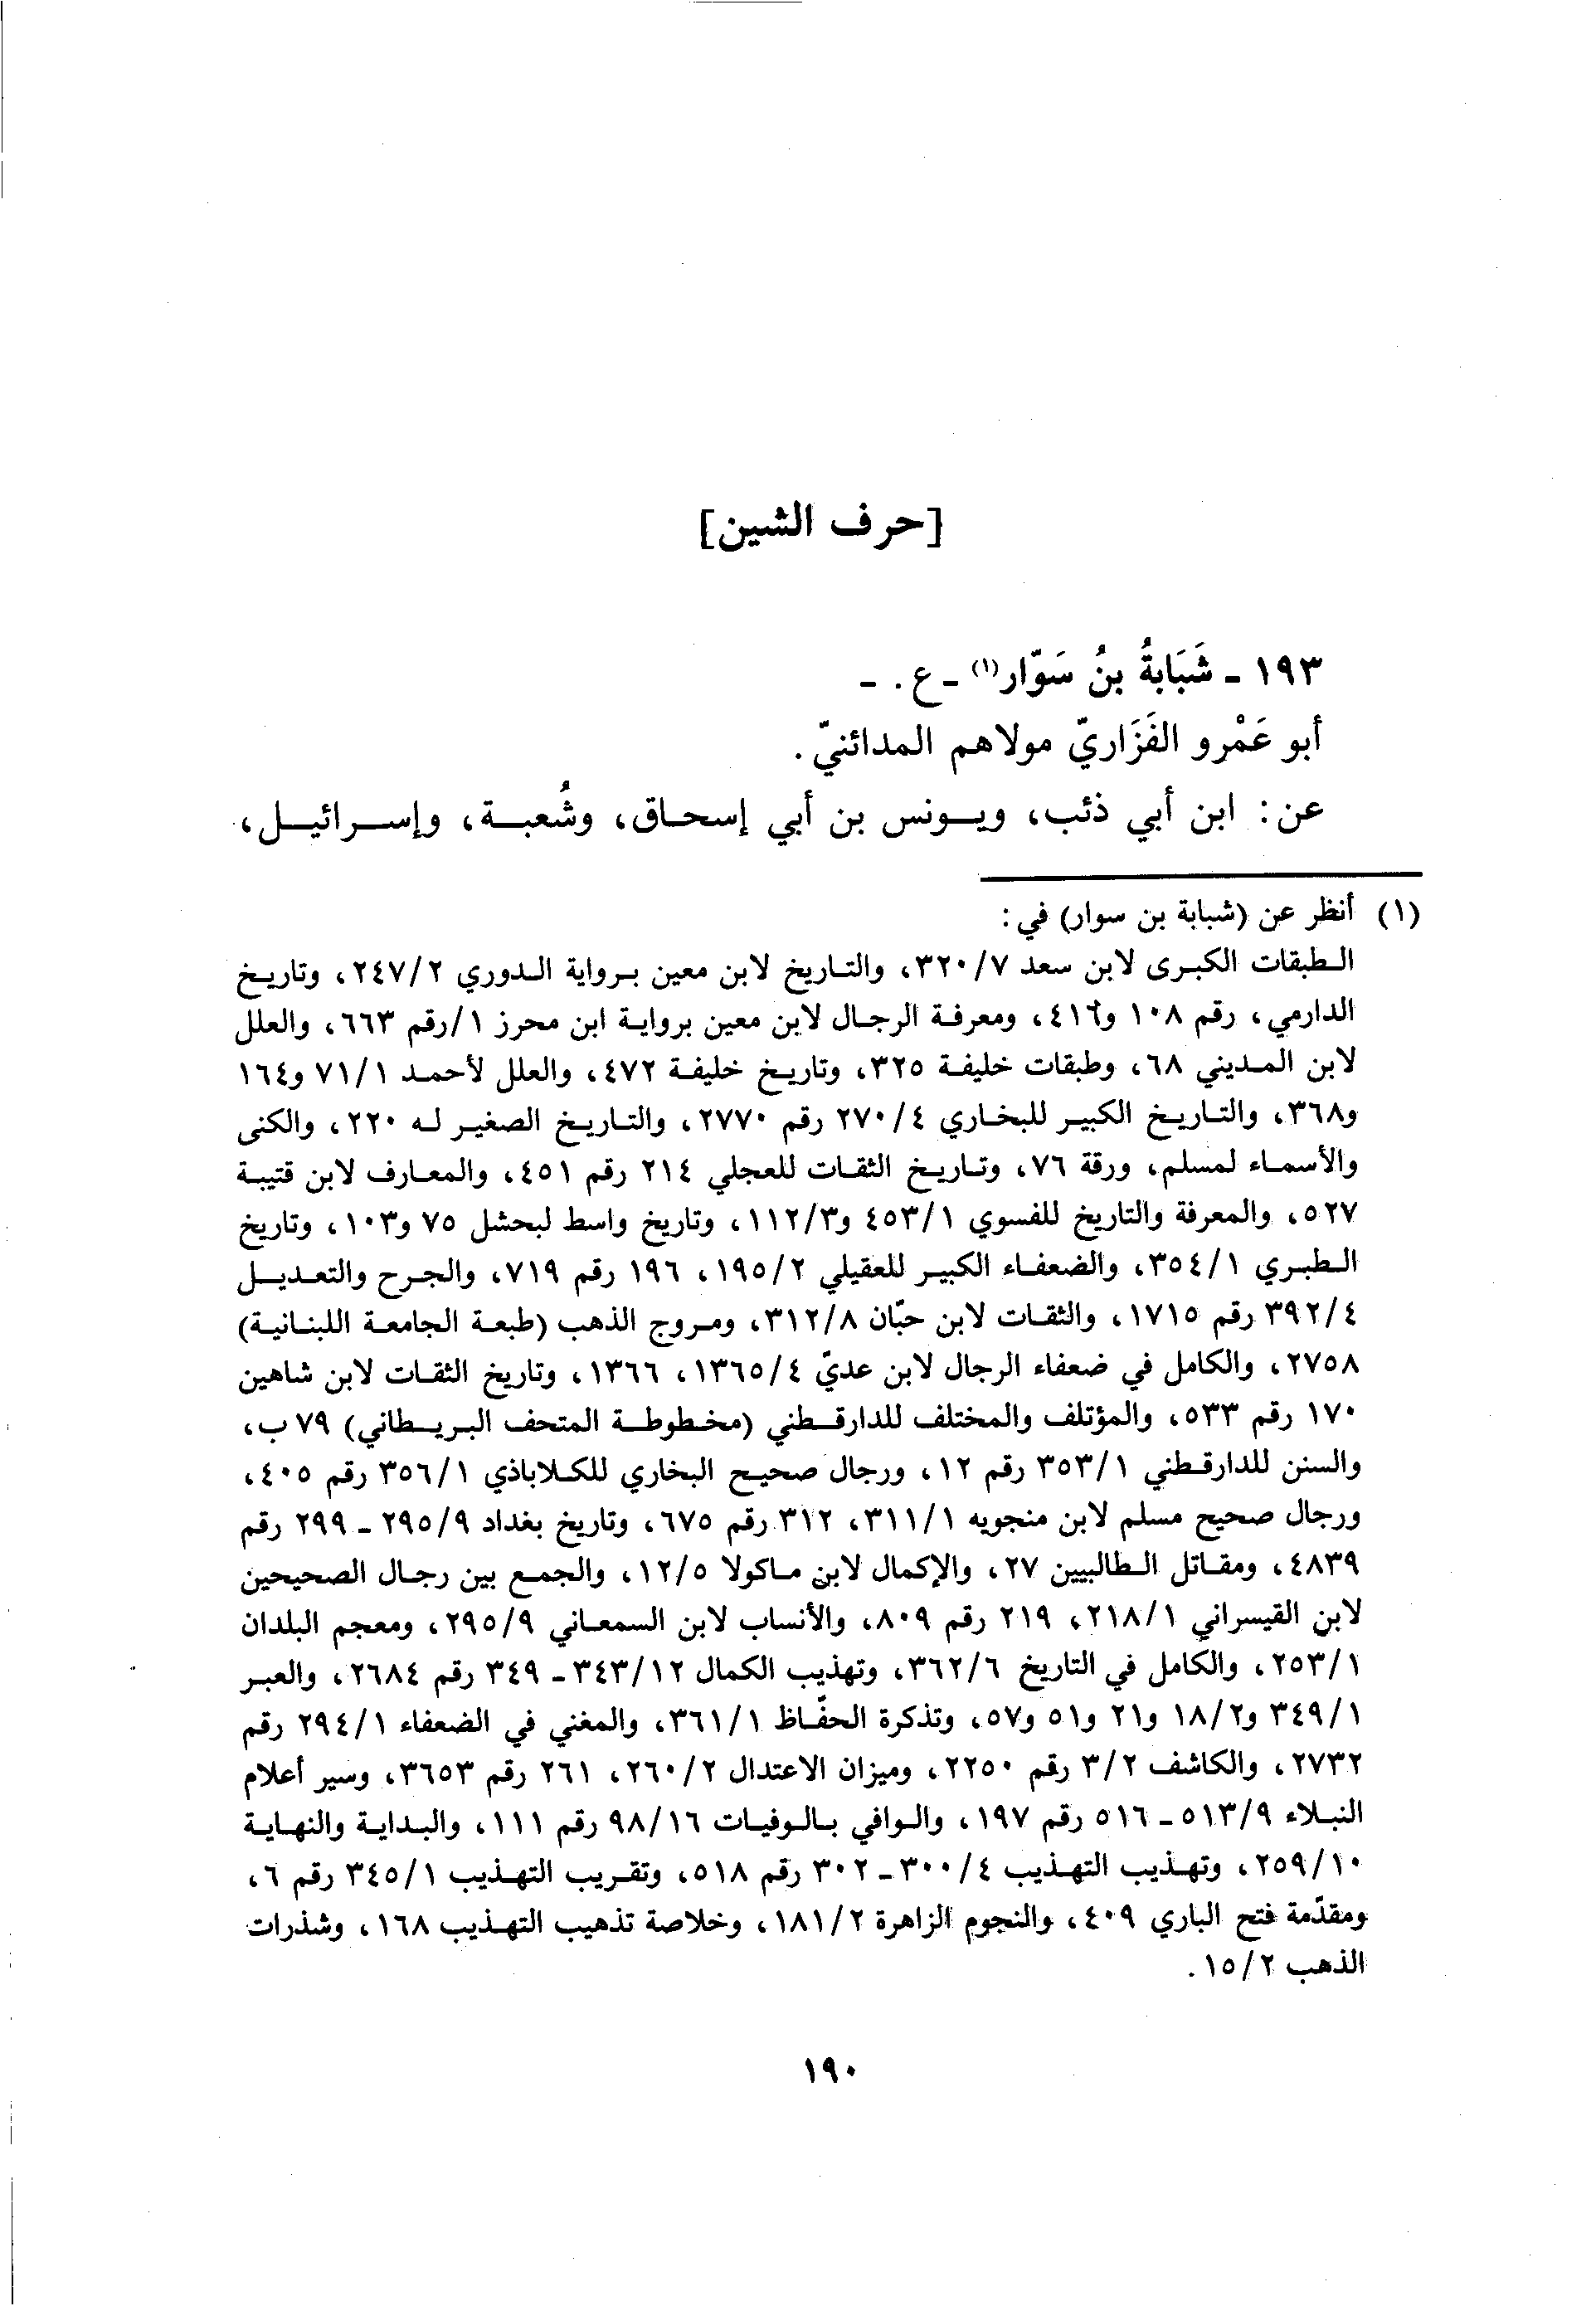 [حرف الشين]
١٩٣ - شَبَابَةُ بنُ سَوّار(١) - ع. -
أبو عَمْرو الفَزَاريّ مولاهم المدائنيّ.
عن: ابن أبي ذئب، ويونس بن أبي إسحاق، وشُعبة، وإسرائيل،
(١) أنظر عن (شبابة بن سوار) في:
الطبقات الكبرى لابن سعد ٣٢٠/٧، والتاريخ لابن معين برواية الدوري ٢٤٧/٢، وتاريخ
الدارمي، رقم ١٠٨ و٤١٦، ومعرفة الرجال لابن معين برواية ابن محرز ١/رقم ٦٦٣، والعلل
لابن المديني ٦٨، وطبقات خليفة ٣٢٥، وتاريخ خليفة ٤٧٢، والعلل لأحمد ٧١/١ و١٦٤
و٣٦٨، والتاريخ الكبير للبخاري ٢٧٠/٤ رقم ٢٧٧٠، والتاريخ الصغير له ٢٢٠، والكنى
والأسماء لمسلم، ورقة ٧٦، وتاريخ الثقات للعجلي ٢١٤ رقم ٤٥١، والمعارف لابن قتيبة
٥٢٧، والمعرفة والتاريخ للفسوي ٤٥٣/١ و١١٢/٣، وتاريخ واسط لبحشل ٧٥ و١٠٣، وتاريخ
الطبري ٣٥٤/١، والضعفاء الكبير للعقيلي ١٩٥/٢، ١٩٦ رقم ٧١٩، والجرح والتعديل
٣٩٢/٤ رقم ١٧١٥، والثقات لابن حبّان ٣١٢/٨، ومروج الذهب (طبعة الجامعة اللبنانية)
٢٧٥٨، والكامل في ضعفاء الرجال لابن عديّ ١٣٦٥/٤، ١٣٦٦، وتاريخ الثقات لابن شاهين
١٧٠ رقم ٥٣٣، والمؤتلف والمختلف للدارقطني (مخطوطة المتحف البريطاني) ٧٩ ب،
والسنن للدارقطني ٣٥٣/١ رقم ١٢، ورجال صحيح البخاري للكلاباذي ٣٥٦/١ رقم ٤٠٥،
ورجال صحيح مسلم لابن منجويه ٣١١/١، ٣١٢ رقم ٦٧٥، وتاريخ بغداد ٢٩٥/٩ - ٢٩٩ رقم
٤٨٣٩، ومقاتل الطالبيين ٢٧، والإكمال لابن ماكولا ١٢/٥، والجمع بين رجال الصحيحين
لابن القيسراني ٢١٨/١، ٢١٩ رقم ٨٠٩، والأنساب لابن السمعاني ٢٩٥/٩، ومعجم البلدان
٢٥٣/١، والكامل في التاريخ ٣٦٢/٦، وتهذيب الكمال ٣٤٣/١٢ - ٣٤٩ رقم ٢٦٨٤، والعبر
٣٤٩/١ و١٨/٢ و٢١ و٥١ و٥٧، وتذكرة الحفّاظ ٣٦١/١، والمغني في الضعفاء ٢٩٤/١ رقم
٢٧٣٢، والكاشف ٣/٢ رقم ٢٢٥٠، وميزان الاعتدال ٢٦٠/٢، ٢٦١ رقم ٣٦٥٣، وسير أعلام
النبلاء ٥١٣/٩ - ٥١٦ رقم ١٩٧، والوافي بالوفيات ٩٨/١٦ رقم ١١١، والبداية والنهاية
٢٥٩/١٠، وتهذيب التهذيب ٣٠٠/٤ - ٣٠٢ رقم ٥١٨، وتقريب التهذيب ٣٤٥/١ رقم ٦،
ومقدّمة فتح الباري ٤٠٩، والنجوم الزاهرة ١٨١/٢، وخلاصة تذهيب التهذيب ١٦٨، وشذرات
الذهب ١٥/٢.
١٩٠